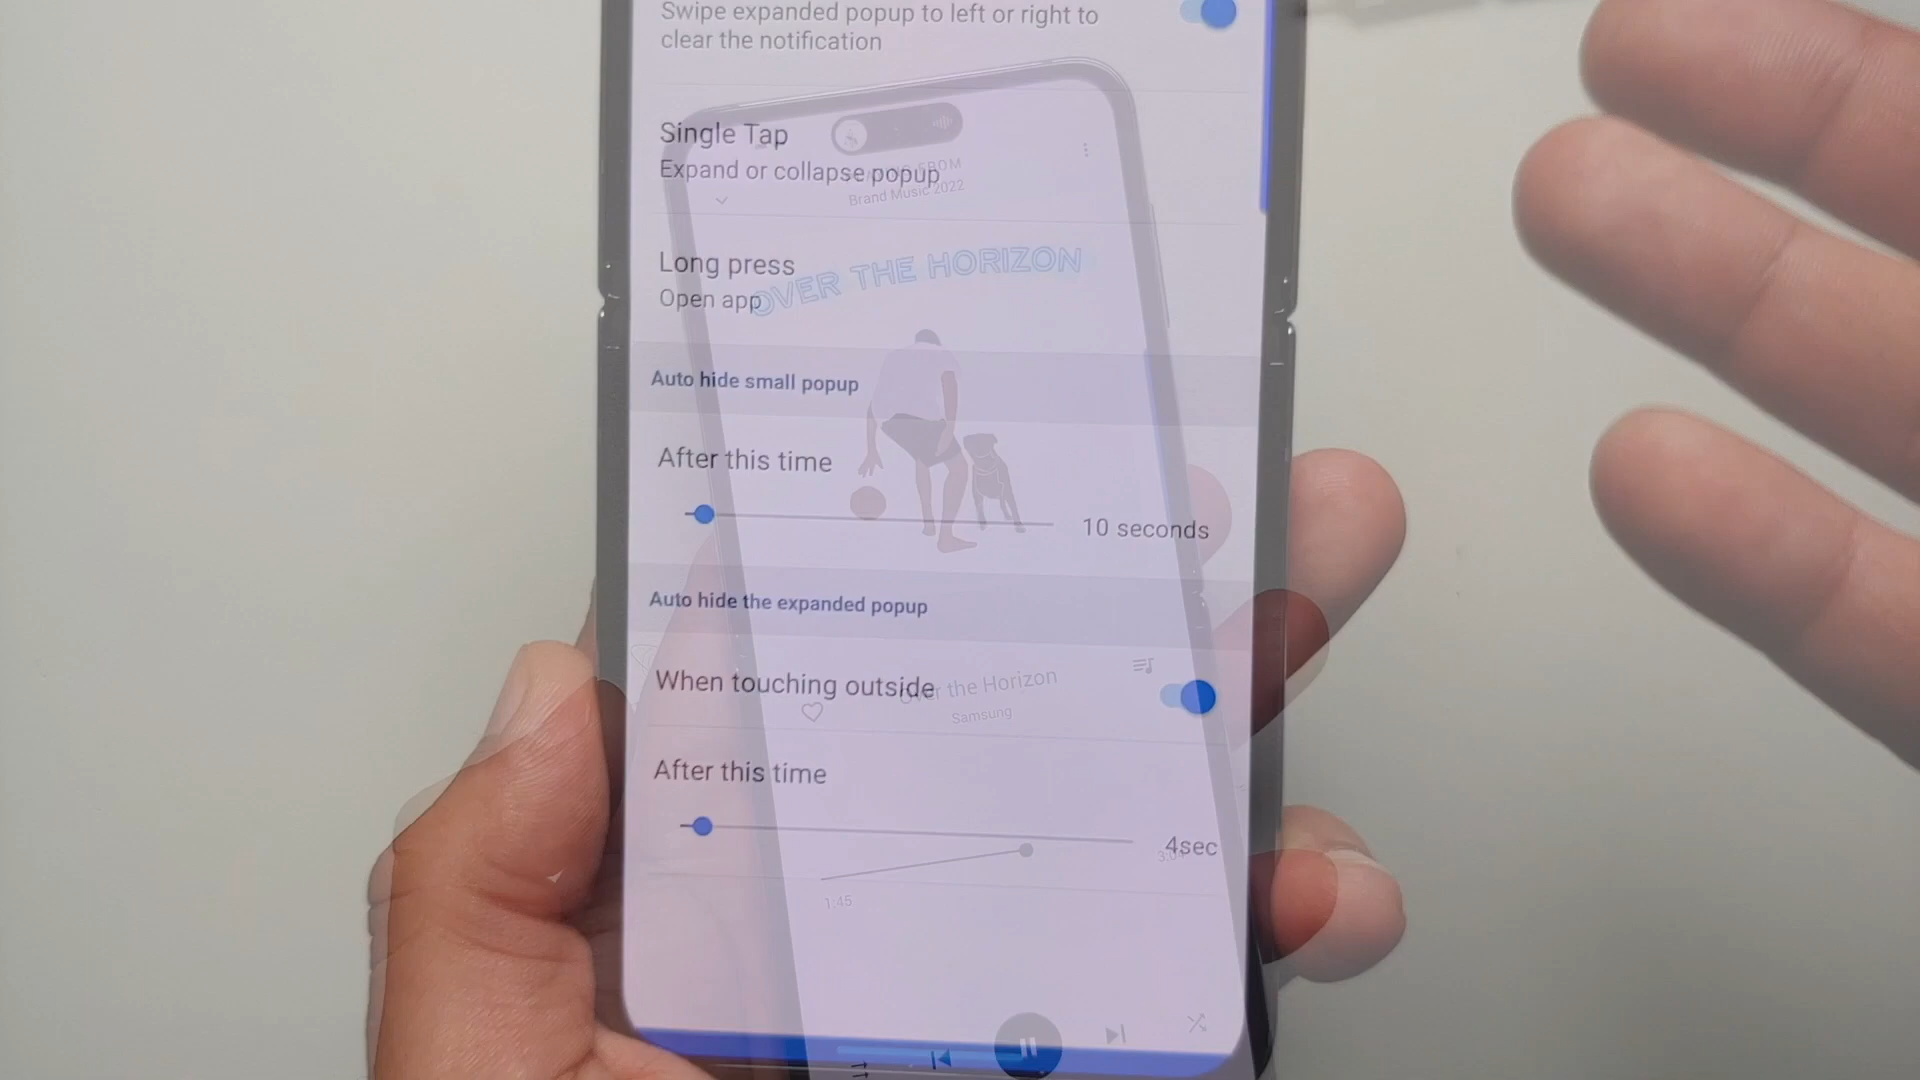 Swipe expanded popup to left or right to
clear the notification
Single Tap
Expand or collapse popup
Brand Music 2022
Long press
OVER THE HORIZON
Open app
Auto hide small popup
After this time
10 seconds
Auto hide the expanded popup
When touching outside
Over the Horizon
Samsung
After this time
4sec
1:45